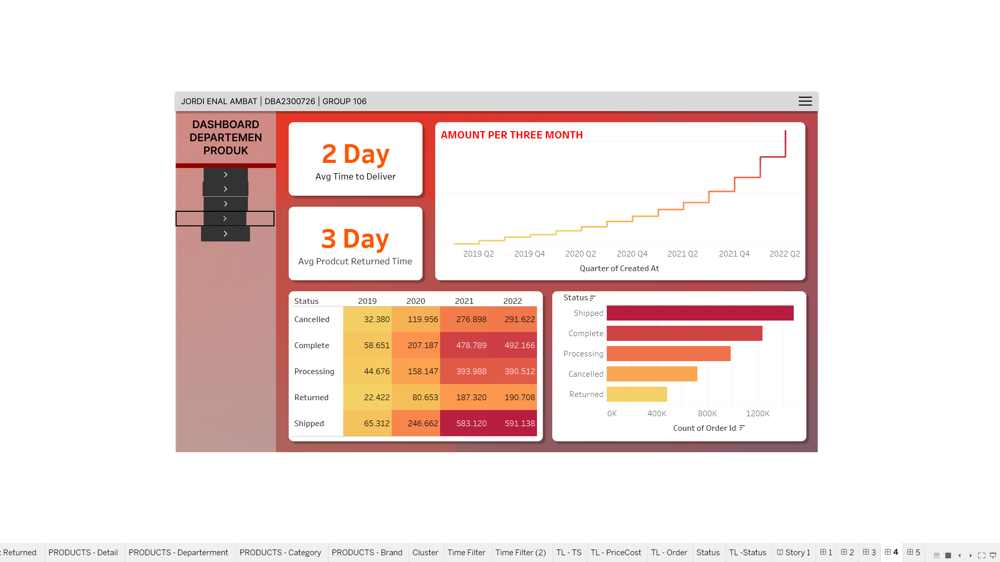 JORDI ENAL AMBAT | DBA2300726 | GROUP 106
DASHBOARD
DEPARTEMEN
PRODUK
2 Day
Avg Time to Deliver
3 Day
Avg Prodcut Returned Time
AMOUNT PER THREE MONTH
2019 Q2 2019 Q4 2020 Q2 2020 Q4 2021 Q2 2021 Q4 2022 Q2
Quarter of Created At
Status 2019 2020 2021 2022
Cancelled 32.380 119.956 276.898 291.622
Complete 58.651 207.187 478.789 492.166
Processing 44.676 158.147 393.988 390.512
Returned 22.422 80.653 187.320 190.708
Shipped 65.312 246.662 583.120 591.138
Status
Shipped
Complete
Processing
Cancelled
Returned
0K 400K 800K 1200K
Count of Order Id
t Returned PRODUCTS - Detail PRODUCTS - Departerment PRODUCTS - Category PRODUCTS - Brand Cluster Time Filter Time Filter (2) TL - TS TL - PriceCost TL - Order Status TL -Status Story 1 1 2 3 4 5